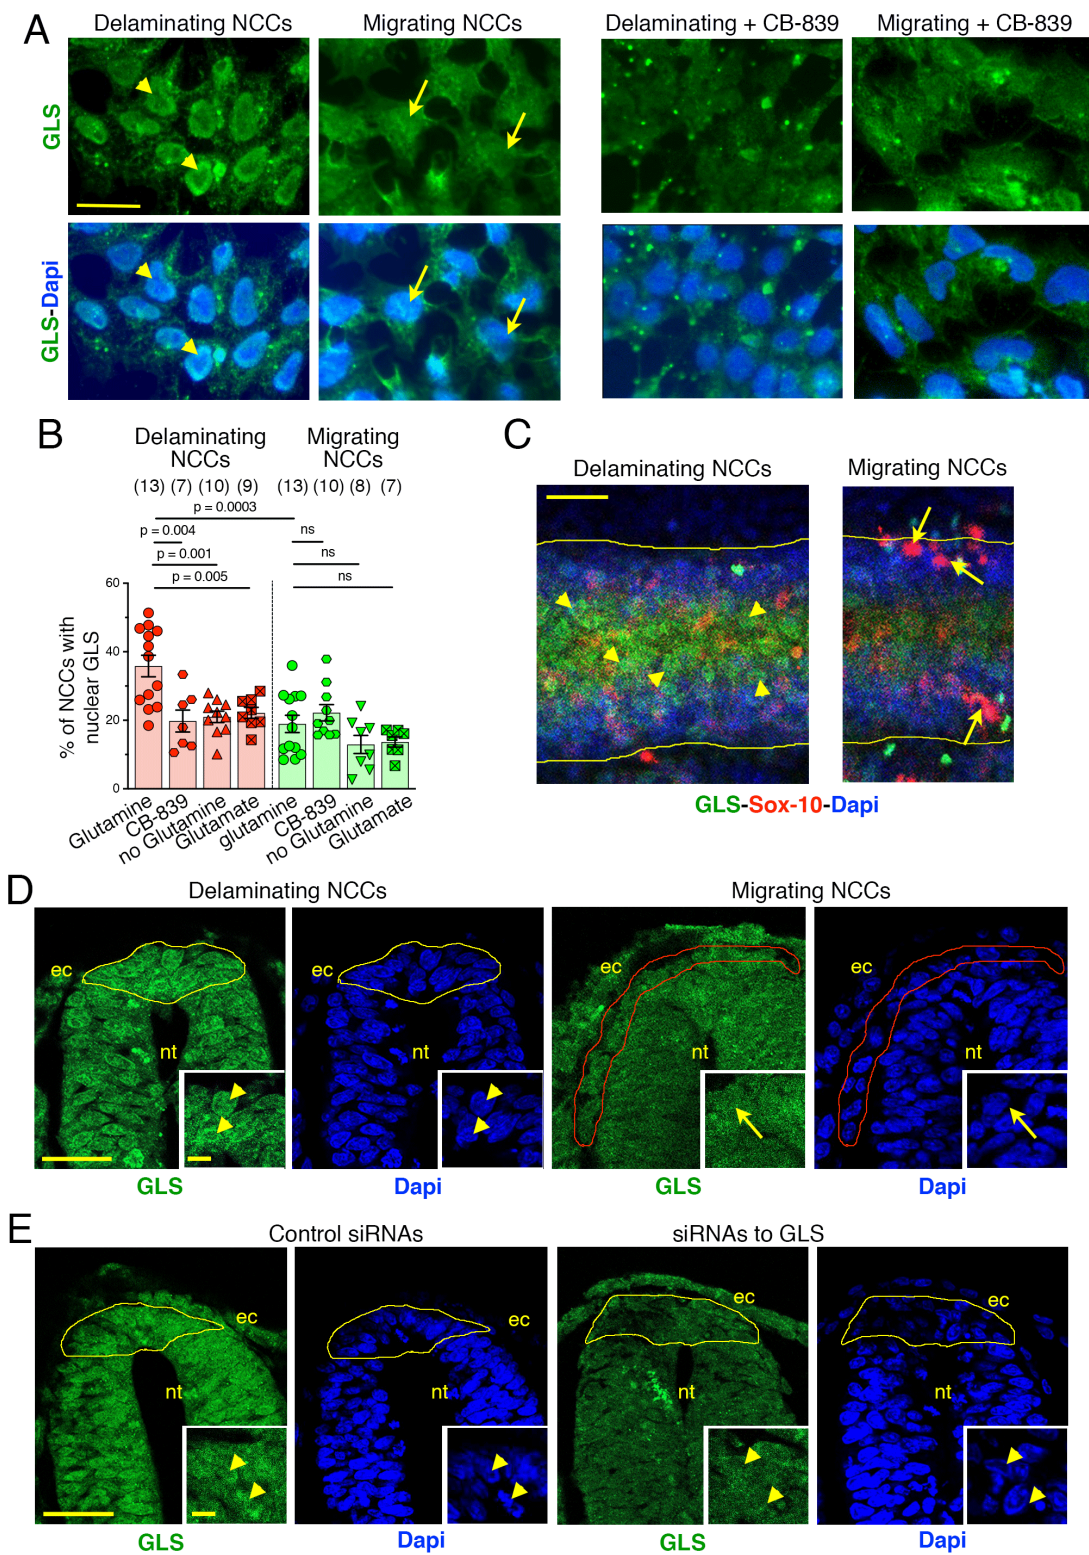 A
Delaminating NCCs
Migrating NCCs
Delaminating + CB-839
Migrating + CB-839
GLS
GLS-Dapi
B
Delaminating
NCCs
Migrating
NCCs
(13) (7) (10) (9)
(13) (10) (8) (7)
p = 0.0003
p = 0.004
ns
p = 0.001
ns
p = 0.005
ns
% of NCCs with
nuclear GLS
60
40
20
0
Glutamine
CB-839
no Glutamine
Glutamate
glutamine
CB-839
no Glutamine
Glutamate
C
Delaminating NCCs
Migrating NCCs
GLS-Sox-10-Dapi
D
Delaminating NCCs
Migrating NCCs
ec
nt
ec
nt
ec
nt
GLS
Dapi
GLS
Dapi
E
Control siRNAs
siRNAs to GLS
ec
nt
ec
nt
ec
nt
ec
nt
GLS
Dapi
GLS
Dapi